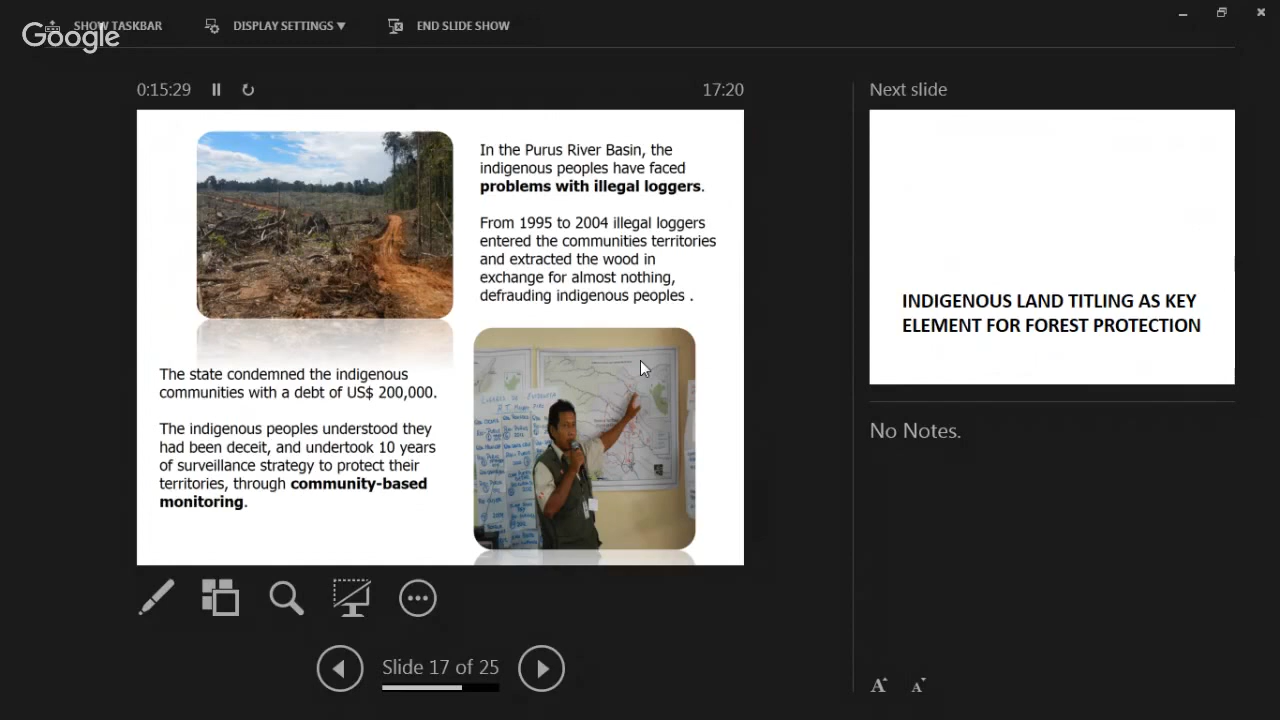 SHOW TASKBAR
DISPLAY SETTINGS ▼
END SLIDE SHOW
Google
0:15:29
17:20
Next slide
In the Purus River Basin, the
indigenous peoples have faced
problems with illegal loggers.
From 1995 to 2004 illegal loggers
entered the communities territories
and extracted the wood in
exchange for almost nothing,
defrauding indigenous peoples .
The state condemned the indigenous
communities with a debt of US$ 200,000.
The indigenous peoples understood they
had been deceit, and undertook 10 years
of surveillance strategy to protect their
territories, through community-based
monitoring.
INDIGENOUS LAND TITLING AS KEY
ELEMENT FOR FOREST PROTECTION
No Notes.
Slide 17 of 25
A A